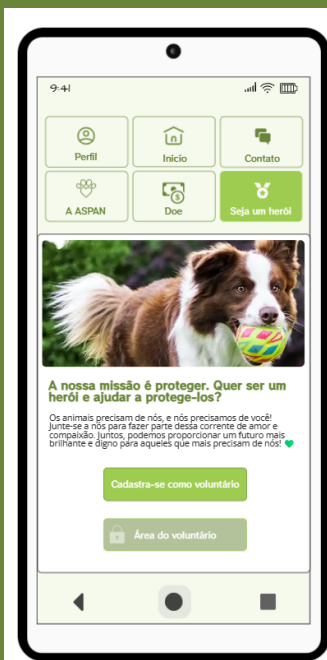 9:41
Perfil
Início
Contato
A ASPAN
Doe
Seja um herói
A nossa missão é proteger. Quer ser um
herói e ajudar a protege-los?
Os animais precisam de nós, e nós precisamos de você!
Junte-se a nós para fazer parte dessa corrente de amor e
compaixão. Juntos, podemos proporcionar um futuro mais
brilhante e digno para aqueles que mais precisam de nós!
Cadastra-se como voluntário
Área do voluntário